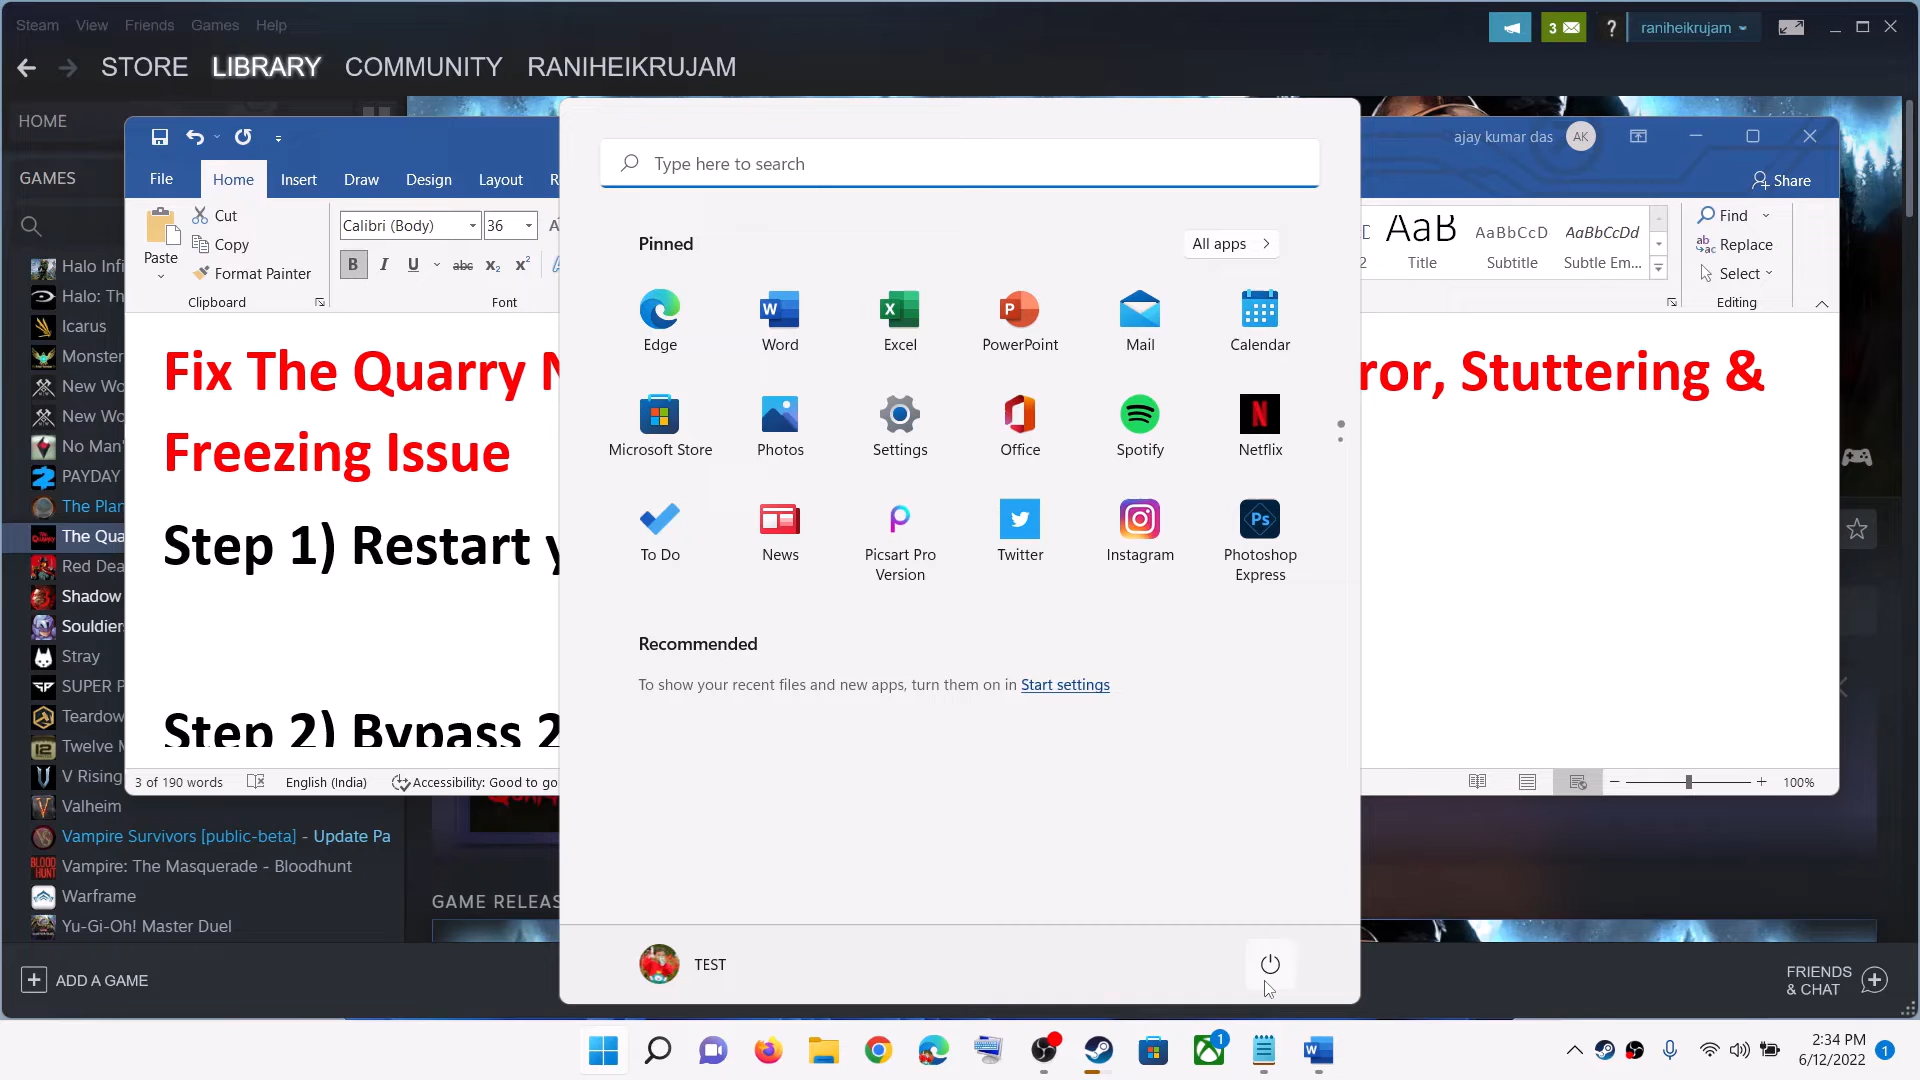 Steam View Friends Games Help
3
?
raniheikrujam
STORE LIBRARY COMMUNITY RANIHEIKRUJAM
HOME
GAMES
Halo Infi
Halo: Th
Icarus
Monster
New Wo
New Wo
No Man'
PAYDAY
The Plan
The Qua
Red Dea
Shadow
Souldiers
Stray
SUPER P
Teardow
Twelve M
V Rising
Valheim
Vampire Survivors [public-beta] - Update Pa
Vampire: The Masquerade - Bloodhunt
Warframe
Yu-Gi-Oh! Master Duel
ADD A GAME
GAME RELEAS
FRIENDS
& CHAT
ajay kumar das AK
File Home Insert Draw Design Layout R
Share
Paste
Cut
Copy
Format Painter
Clipboard
Calibri (Body) 36
B I U abc X2 X2
Font
AaB AaBbCcD AaBbCcDd
2 Title Subtitle Subtle Em...
Find
Replace
Select
Editing
Fix The Quarry N
ror, Stuttering &
Freezing Issue
Step 1) Restart y
Step 2) Bypass 2
3 of 190 words English (India) Accessibility: Good to go
100%
Type here to search
Pinned
All apps
Edge Word Excel PowerPoint Mail Calendar
Microsoft Store Photos Settings Office Spotify Netflix
To Do News Picsart Pro Version Twitter Instagram Photoshop Express
Recommended
To show your recent files and new apps, turn them on in Start settings
TEST
1
2:34 PM
6/12/2022
1